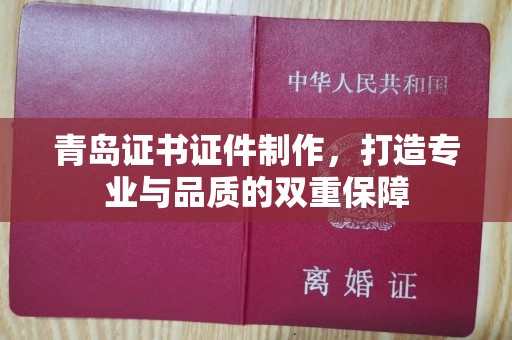 中华人民共和国
青岛证书证件制作，打造专
业与品质的双重保障
离婚证